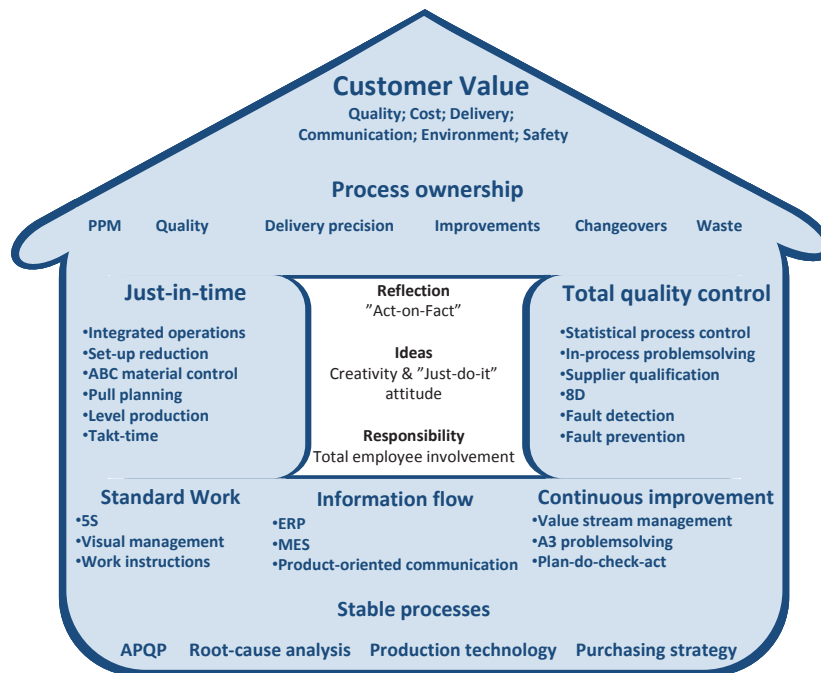 Customer Value
Quality; Cost; Delivery;
Communication; Environment; Safety
Process ownership
PPM Quality Delivery precision Improvements Changeovers Waste
Just-in-time
•Integrated operations
•Set-up reduction
•ABC material control
•Pull planning
•Level production
•Takt-time
Reflection
”Act-on-Fact”
Ideas
Creativity & ”Just-do-it”
attitude
Responsibility
Total employee involvement
Total quality control
•Statistical process control
•In-process problemsolving
•Supplier qualification
•8D
•Fault detection
•Fault prevention
Standard Work
•5S
•Visual management
•Work instructions
Information flow
•ERP
•MES
•Product-oriented communication
Continuous improvement
•Value stream management
•A3 problemsolving
•Plan-do-check-act
Stable processes
APQP Root-cause analysis Production technology Purchasing strategy